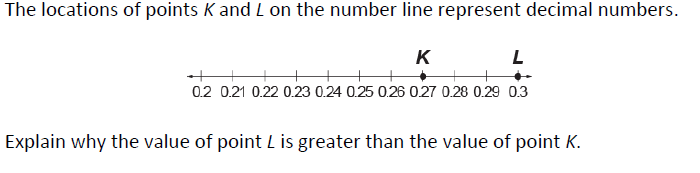 The locations of points K and L on the number line represent decimal numbers.
K L
0.2 0.21 0.22 0.23 0.24 0.25 0.26 0.27 0.28 0.29 0.3
Explain why the value of point L is greater than the value of point K.